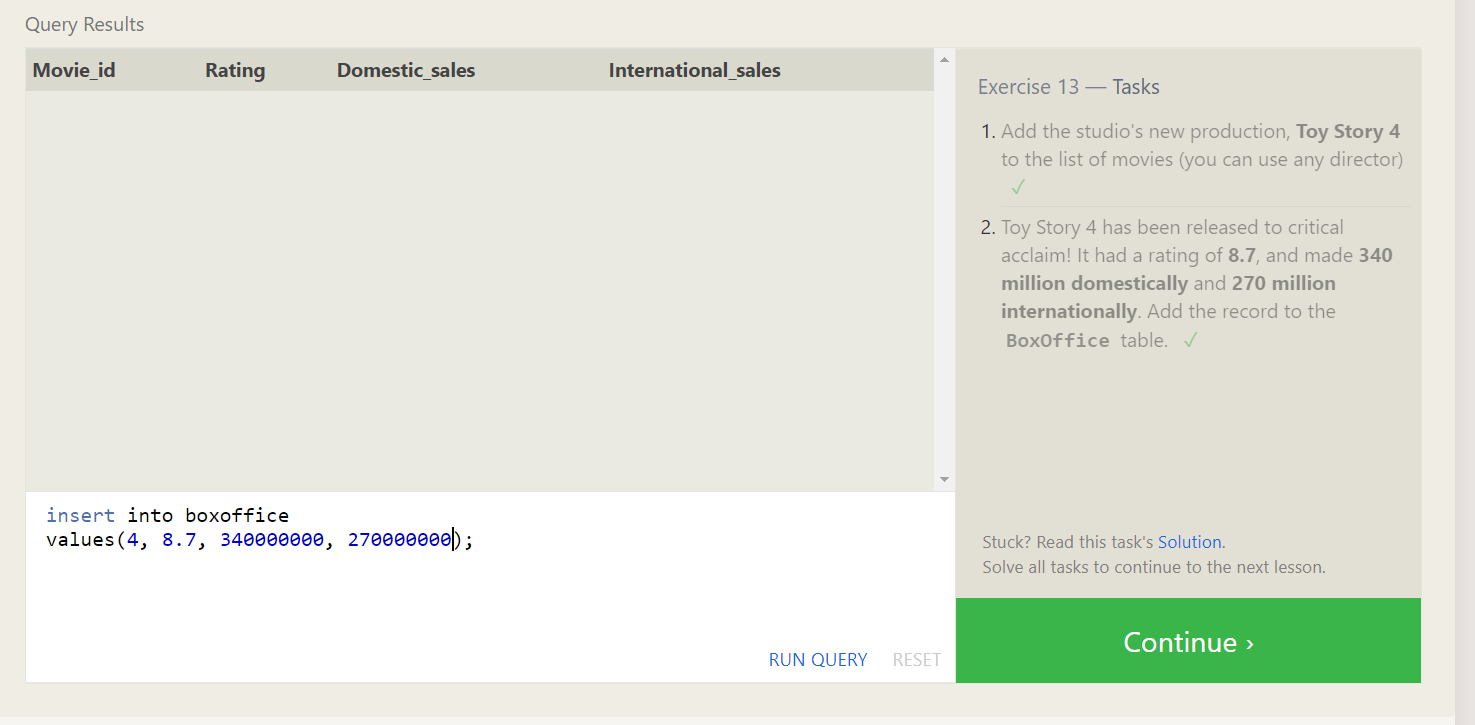 Query Results
Movie_id Rating Domestic_sales International_sales
Exercise 13 — Tasks
1. Add the studio's new production, Toy Story 4
to the list of movies (you can use any director)
✓
2. Toy Story 4 has been released to critical
acclaim! It had a rating of 8.7, and made 340
million domestically and 270 million
internationally. Add the record to the
BoxOffice table. ✓
insert into boxoffice
values(4, 8.7, 340000000, 270000000);
RUN QUERY RESET
Stuck? Read this task's Solution.
Solve all tasks to continue to the next lesson.
Continue ›